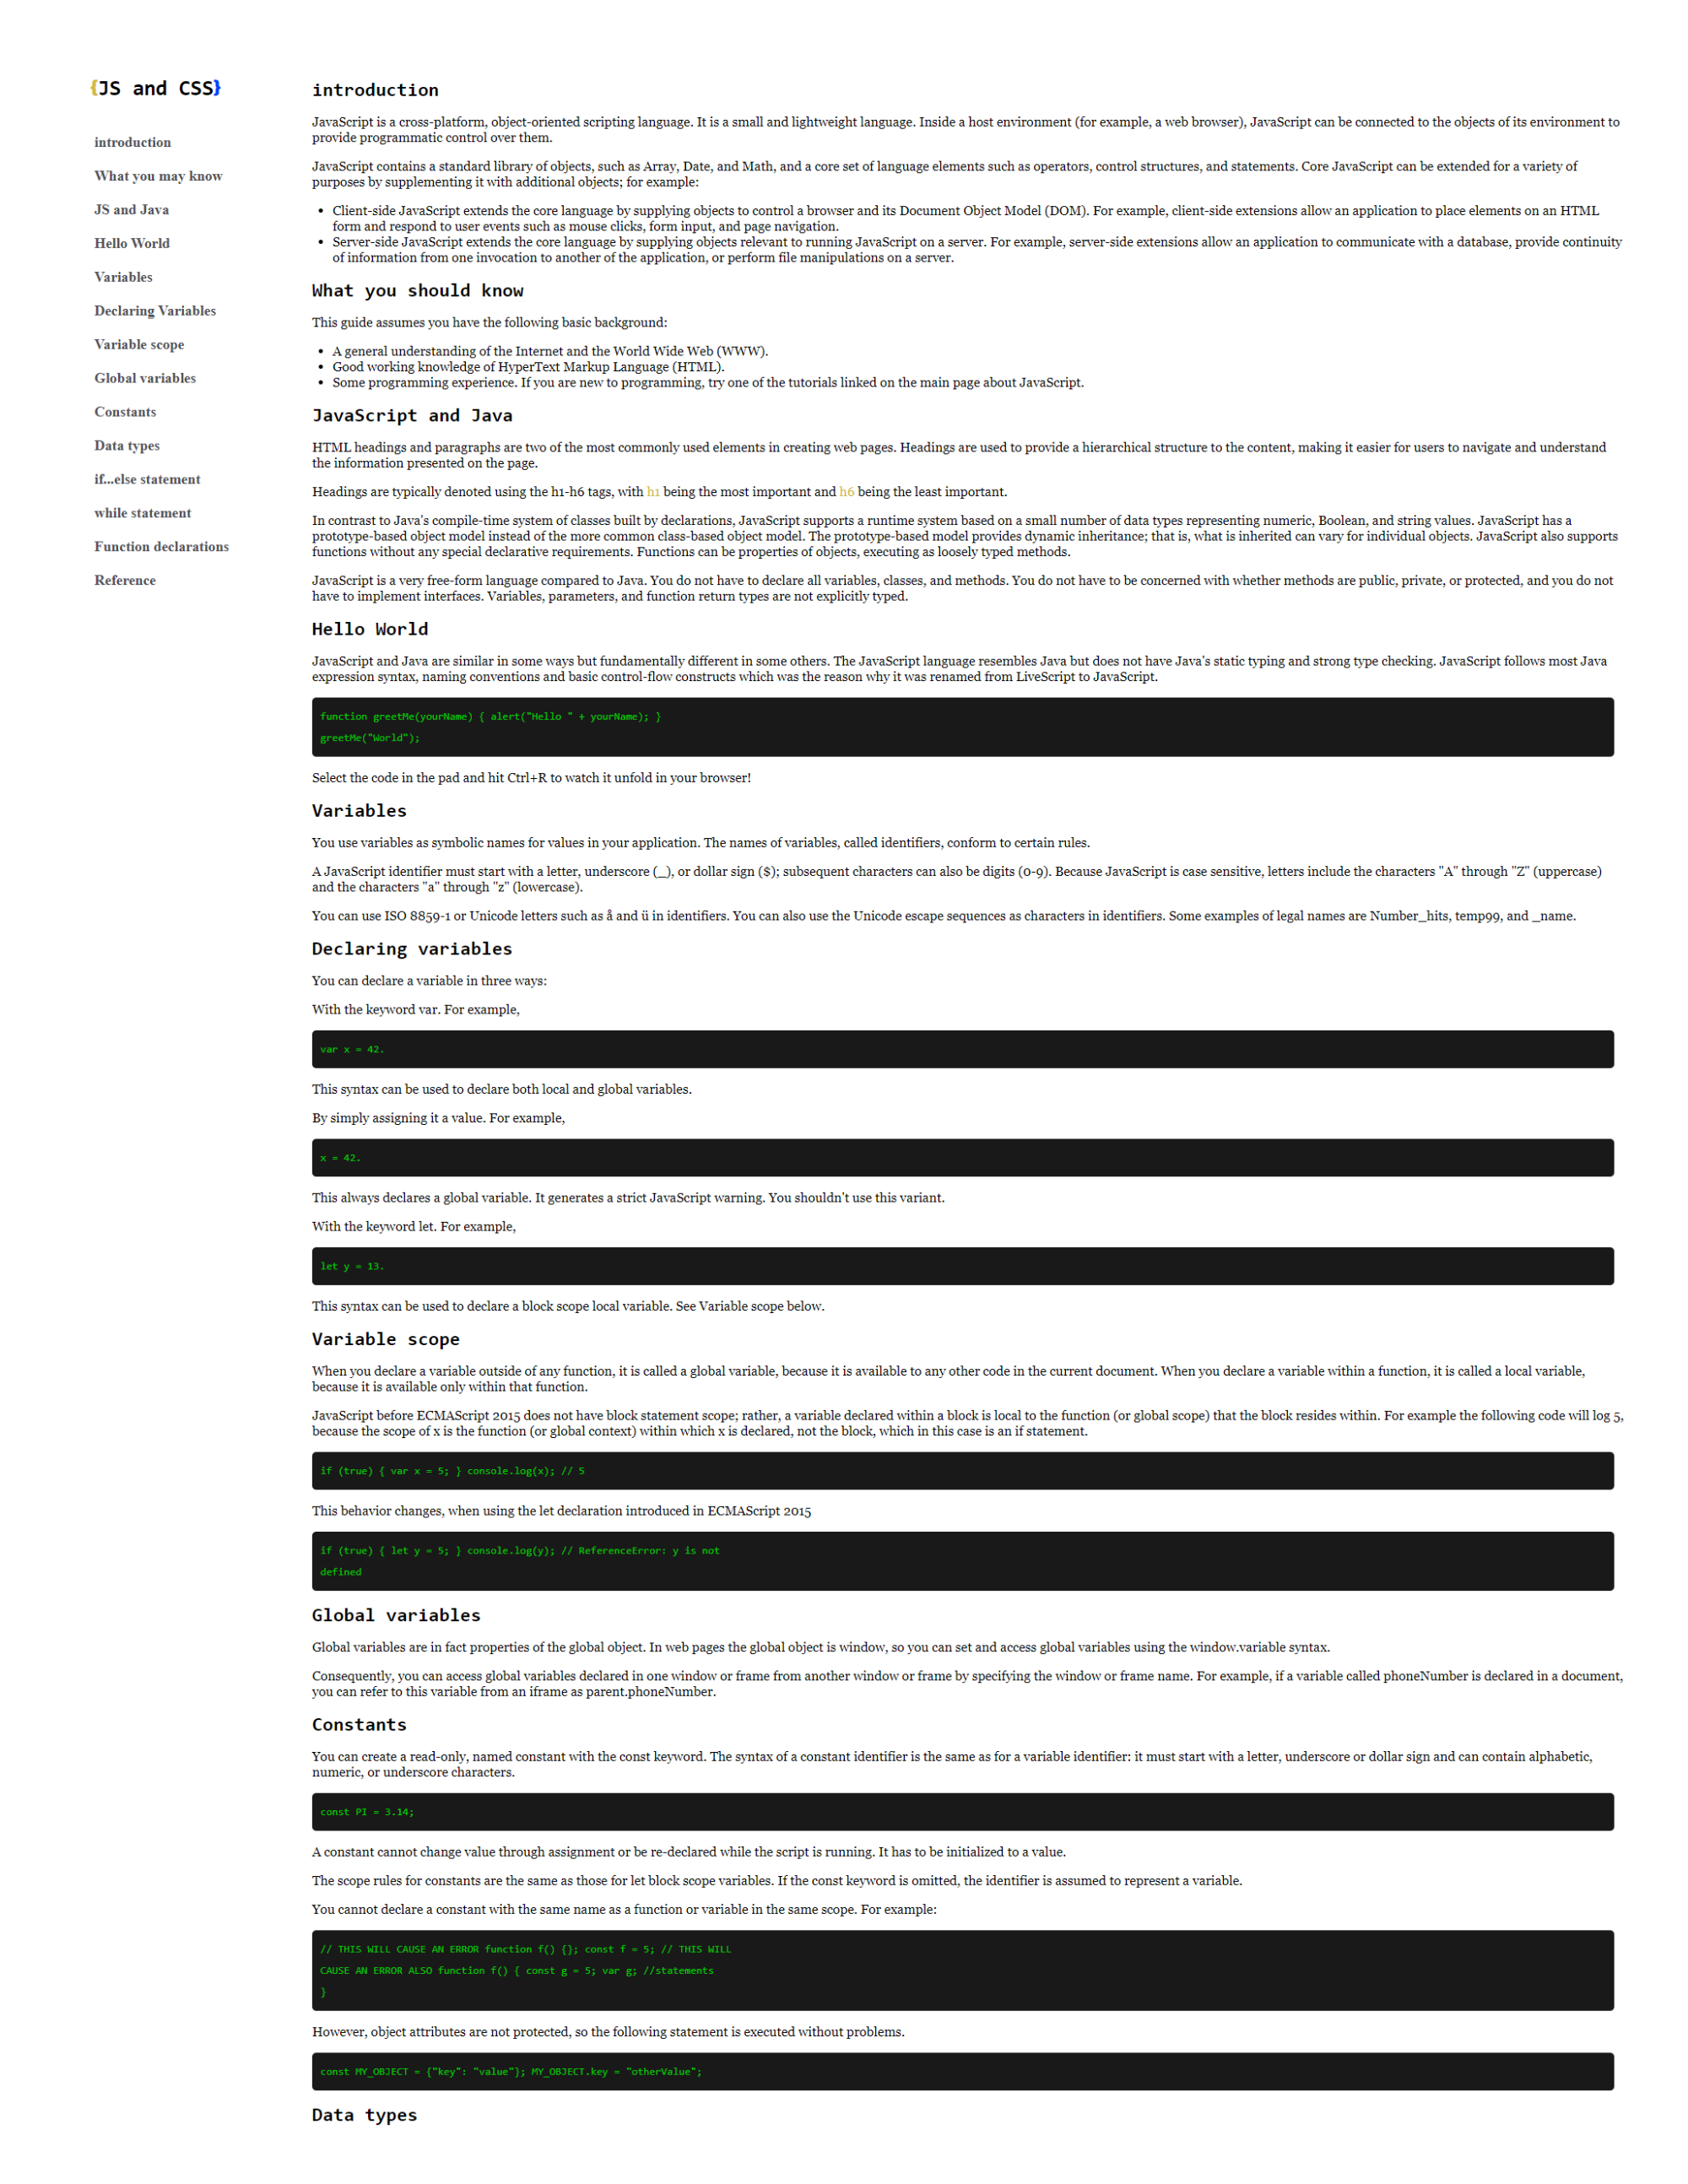 {JS and CSS}
introduction
What you may know
JS and Java
Hello World
Variables
Declaring Variables
Variable scope
Global variables
Constants
Data types
if...else statement
while statement
Function declarations
Reference
introduction
JavaScript is a cross-platform, object-oriented scripting language. It is a small and lightweight language. Inside a host environment (for example, a web browser), JavaScript can be connected to the objects of its environment to
provide programmatic control over them.
JavaScript contains a standard library of objects, such as Array, Date, and Math, and a core set of language elements such as operators, control structures, and statements. Core JavaScript can be extended for a variety of
purposes by supplementing it with additional objects; for example:
• Client-side JavaScript extends the core language by supplying objects to control a browser and its Document Object Model (DOM). For example, client-side extensions allow an application to place elements on an HTML
form and respond to user events such as mouse clicks, form input, and page navigation.
• Server-side JavaScript extends the core language by supplying objects relevant to running JavaScript on a server. For example, server-side extensions allow an application to communicate with a database, provide continuity
of information from one invocation to another of the application, or perform file manipulations on a server.
What you should know
This guide assumes you have the following basic background:
• A general understanding of the Internet and the World Wide Web (WWW).
• Good working knowledge of HyperText Markup Language (HTML).
• Some programming experience. If you are new to programming, try one of the tutorials linked on the main page about JavaScript.
JavaScript and Java
HTML headings and paragraphs are two of the most commonly used elements in creating web pages. Headings are used to provide a hierarchical structure to the content, making it easier for users to navigate and understand
the information presented on the page.
Headings are typically denoted using the h1-h6 tags, with h1 being the most important and h6 being the least important.
In contrast to Java's compile-time system of classes built by declarations, JavaScript supports a runtime system based on a small number of data types representing numeric, Boolean, and string values. JavaScript has a
prototype-based object model instead of the more common class-based object model. The prototype-based model provides dynamic inheritance; that is, what is inherited can vary for individual objects. JavaScript also supports
functions without any special declarative requirements. Functions can be properties of objects, executing as loosely typed methods.
JavaScript is a very free-form language compared to Java. You do not have to declare all variables, classes, and methods. You do not have to be concerned with whether methods are public, private, or protected, and you do not
have to implement interfaces. Variables, parameters, and function return types are not explicitly typed.
Hello World
JavaScript and Java are similar in some ways but fundamentally different in some others. The JavaScript language resembles Java but does not have Java's static typing and strong type checking. JavaScript follows most Java
expression syntax, naming conventions and basic control-flow constructs which was the reason why it was renamed from LiveScript to JavaScript.
function greetMe(yourName) { alert("Hello " + yourName); }
greetMe("World");
Select the code in the pad and hit Ctrl+R to watch it unfold in your browser!
Variables
You use variables as symbolic names for values in your application. The names of variables, called identifiers, conform to certain rules.
A JavaScript identifier must start with a letter, underscore (_), or dollar sign ($); subsequent characters can also be digits (0-9). Because JavaScript is case sensitive, letters include the characters "A" through "Z" (uppercase)
and the characters "a" through "z" (lowercase).
You can use ISO 8859-1 or Unicode letters such as å and ü in identifiers. You can also use the Unicode escape sequences as characters in identifiers. Some examples of legal names are Number_hits, temp99, and _name.
Declaring variables
You can declare a variable in three ways:
With the keyword var. For example,
var x = 42.
This syntax can be used to declare both local and global variables.
By simply assigning it a value. For example,
x = 42.
This always declares a global variable. It generates a strict JavaScript warning. You shouldn't use this variant.
With the keyword let. For example,
let y = 13.
This syntax can be used to declare a block scope local variable. See Variable scope below.
Variable scope
When you declare a variable outside of any function, it is called a global variable, because it is available to any other code in the current document. When you declare a variable within a function, it is called a local variable,
because it is available only within that function.
JavaScript before ECMAScript 2015 does not have block statement scope; rather, a variable declared within a block is local to the function (or global scope) that the block resides within. For example the following code will log 5,
because the scope of x is the function (or global context) within which x is declared, not the block, which in this case is an if statement.
if (true) { var x = 5; } console.log(x); // 5
This behavior changes, when using the let declaration introduced in ECMAScript 2015
if (true) { let y = 5; } console.log(y); // ReferenceError: y is not
defined
Global variables
Global variables are in fact properties of the global object. In web pages the global object is window, so you can set and access global variables using the window.variable syntax.
Consequently, you can access global variables declared in one window or frame from another window or frame by specifying the window or frame name. For example, if a variable called phoneNumber is declared in a document,
you can refer to this variable from an iframe as parent.phoneNumber.
Constants
You can create a read-only, named constant with the const keyword. The syntax of a constant identifier is the same as for a variable identifier: it must start with a letter, underscore or dollar sign and can contain alphabetic,
numeric, or underscore characters.
const PI = 3.14;
A constant cannot change value through assignment or be re-declared while the script is running. It has to be initialized to a value.
The scope rules for constants are the same as those for let block scope variables. If the const keyword is omitted, the identifier is assumed to represent a variable.
You cannot declare a constant with the same name as a function or variable in the same scope. For example:
// THIS WILL CAUSE AN ERROR function f() {}; const f = 5; // THIS WILL
CAUSE AN ERROR ALSO function f() { const g = 5; var g; //statements
}
However, object attributes are not protected, so the following statement is executed without problems.
const MY_OBJECT = {"key": "value"}; MY_OBJECT.key = "otherValue";
Data types